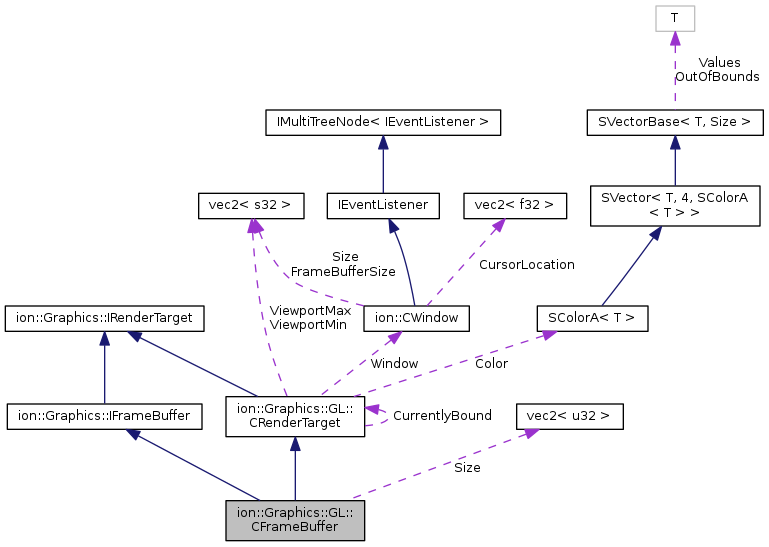 T
Values
OutOfBounds
IMultiTreeNode< IEventListener >
SVectorBase< T, Size >
vec2< s32 >
IEventListener
vec2< f32 >
SVector< T, 4, SColorA
< T > >
Size
FrameBufferSize
CursorLocation
ion::Graphics::IRenderTarget
ViewportMax
ViewportMin
ion::CWindow
SColorA< T >
Window
Color
ion::Graphics::IFrameBuffer
ion::Graphics::GL::
CRenderTarget
CurrentlyBound
vec2< u32 >
Size
ion::Graphics::GL::
CFrameBuffer